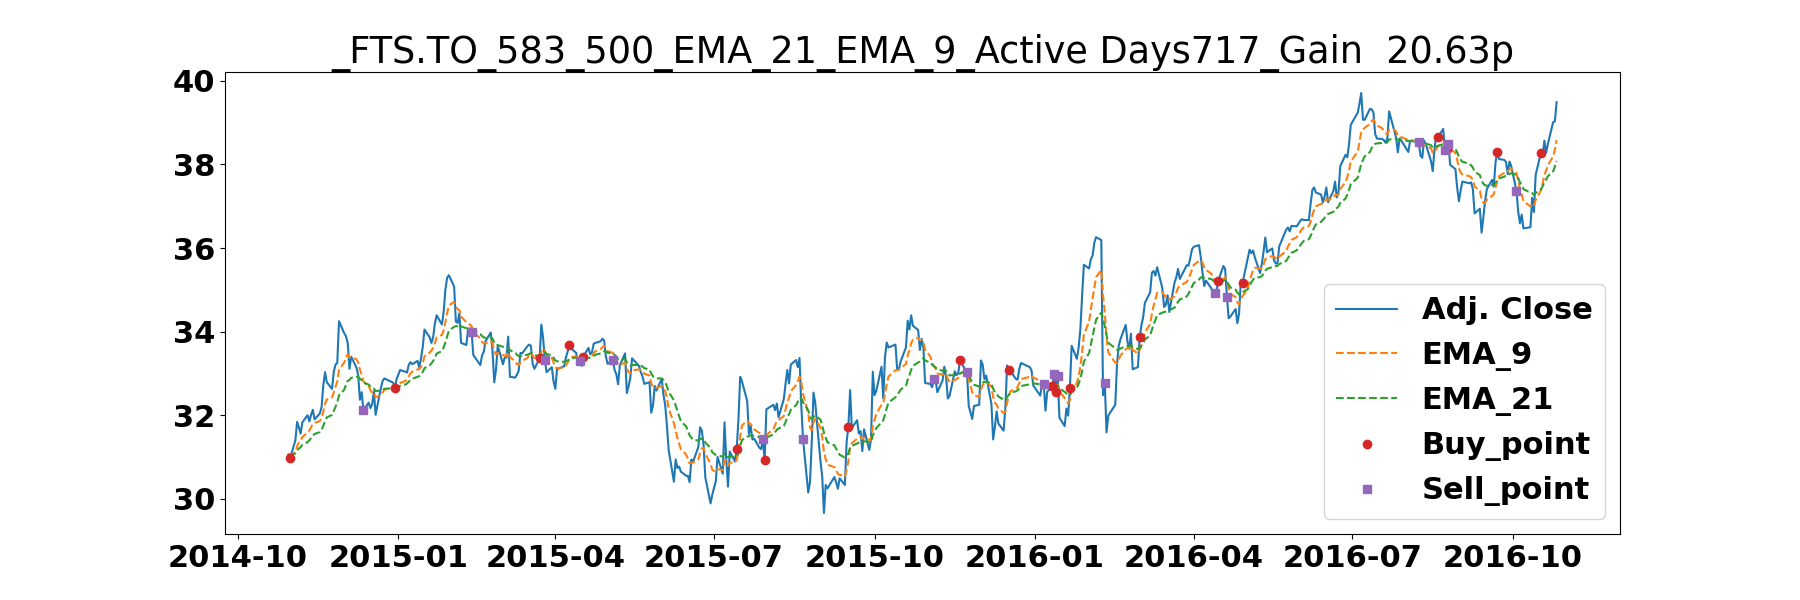 _FTS.TO_583_500_EMA_21_EMA_9_Active Days717_Gain  20.63p
40
38
36
34
32
30
2014-10 2015-01 2015-04 2015-07 2015-10 2016-01 2016-04 2016-07 2016-10
Adj. Close
EMA_9
EMA_21
Buy_point
Sell_point